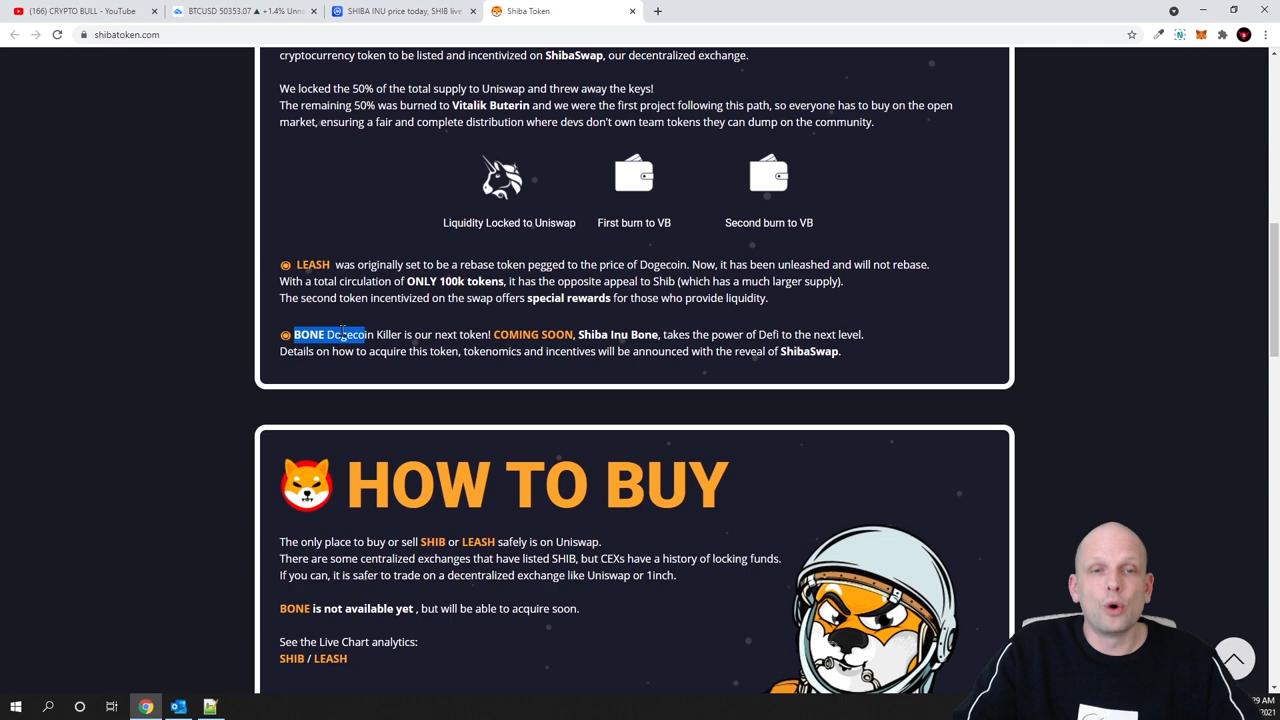 (166) CRYPTO BULL - YouTube
BTCUSD 50353.07 ▲ +1.4% Unna
SHIBA INU price today, SHIB live
Shiba Token
shibatoken.com
cryptocurrency token to be listed and incentivized on ShibaSwap, our decentralized exchange.
We locked the 50% of the total supply to Uniswap and threw away the keys!
The remaining 50% was burned to Vitalik Buterin and we were the first project following this path, so everyone has to buy on the open
market, ensuring a fair and complete distribution where devs don't own team tokens they can dump on the community.
Liquidity Locked to Uniswap
First burn to VB
Second burn to VB
LEASH was originally set to be a rebase token pegged to the price of Dogecoin. Now, it has been unleashed and will not rebase.
With a total circulation of ONLY 100k tokens, it has the opposite appeal to Shib (which has a much larger supply).
The second token incentivized on the swap offers special rewards for those who provide liquidity.
BONE Dogecoin Killer is our next token! COMING SOON, Shiba Inu Bone, takes the power of Defi to the next level.
Details on how to acquire this token, tokenomics and incentives will be announced with the reveal of ShibaSwap.
HOW TO BUY
The only place to buy or sell SHIB or LEASH safely is on Uniswap.
There are some centralized exchanges that have listed SHIB, but CEXs have a history of locking funds.
If you can, it is safer to trade on a decentralized exchange like Uniswap or 1inch.
BONE is not available yet , but will be able to acquire soon.
See the Live Chart analytics:
SHIB / LEASH
29 AM
2021